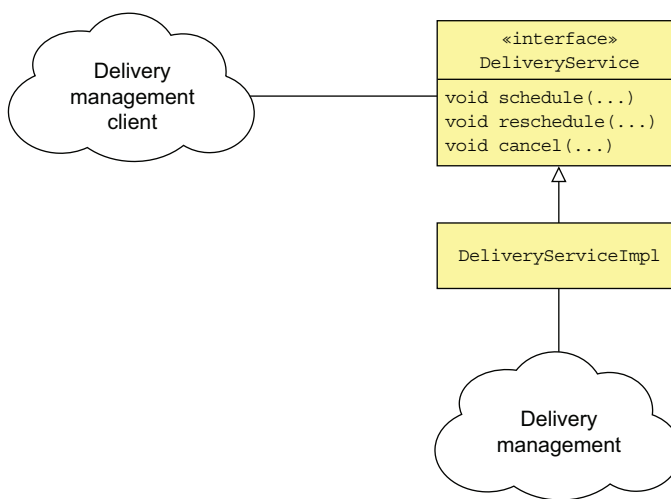 Delivery
management
client
«interface»
DeliveryService
void schedule(...)
void reschedule(...)
void cancel(...)
DeliveryServiceImpl
Delivery
management